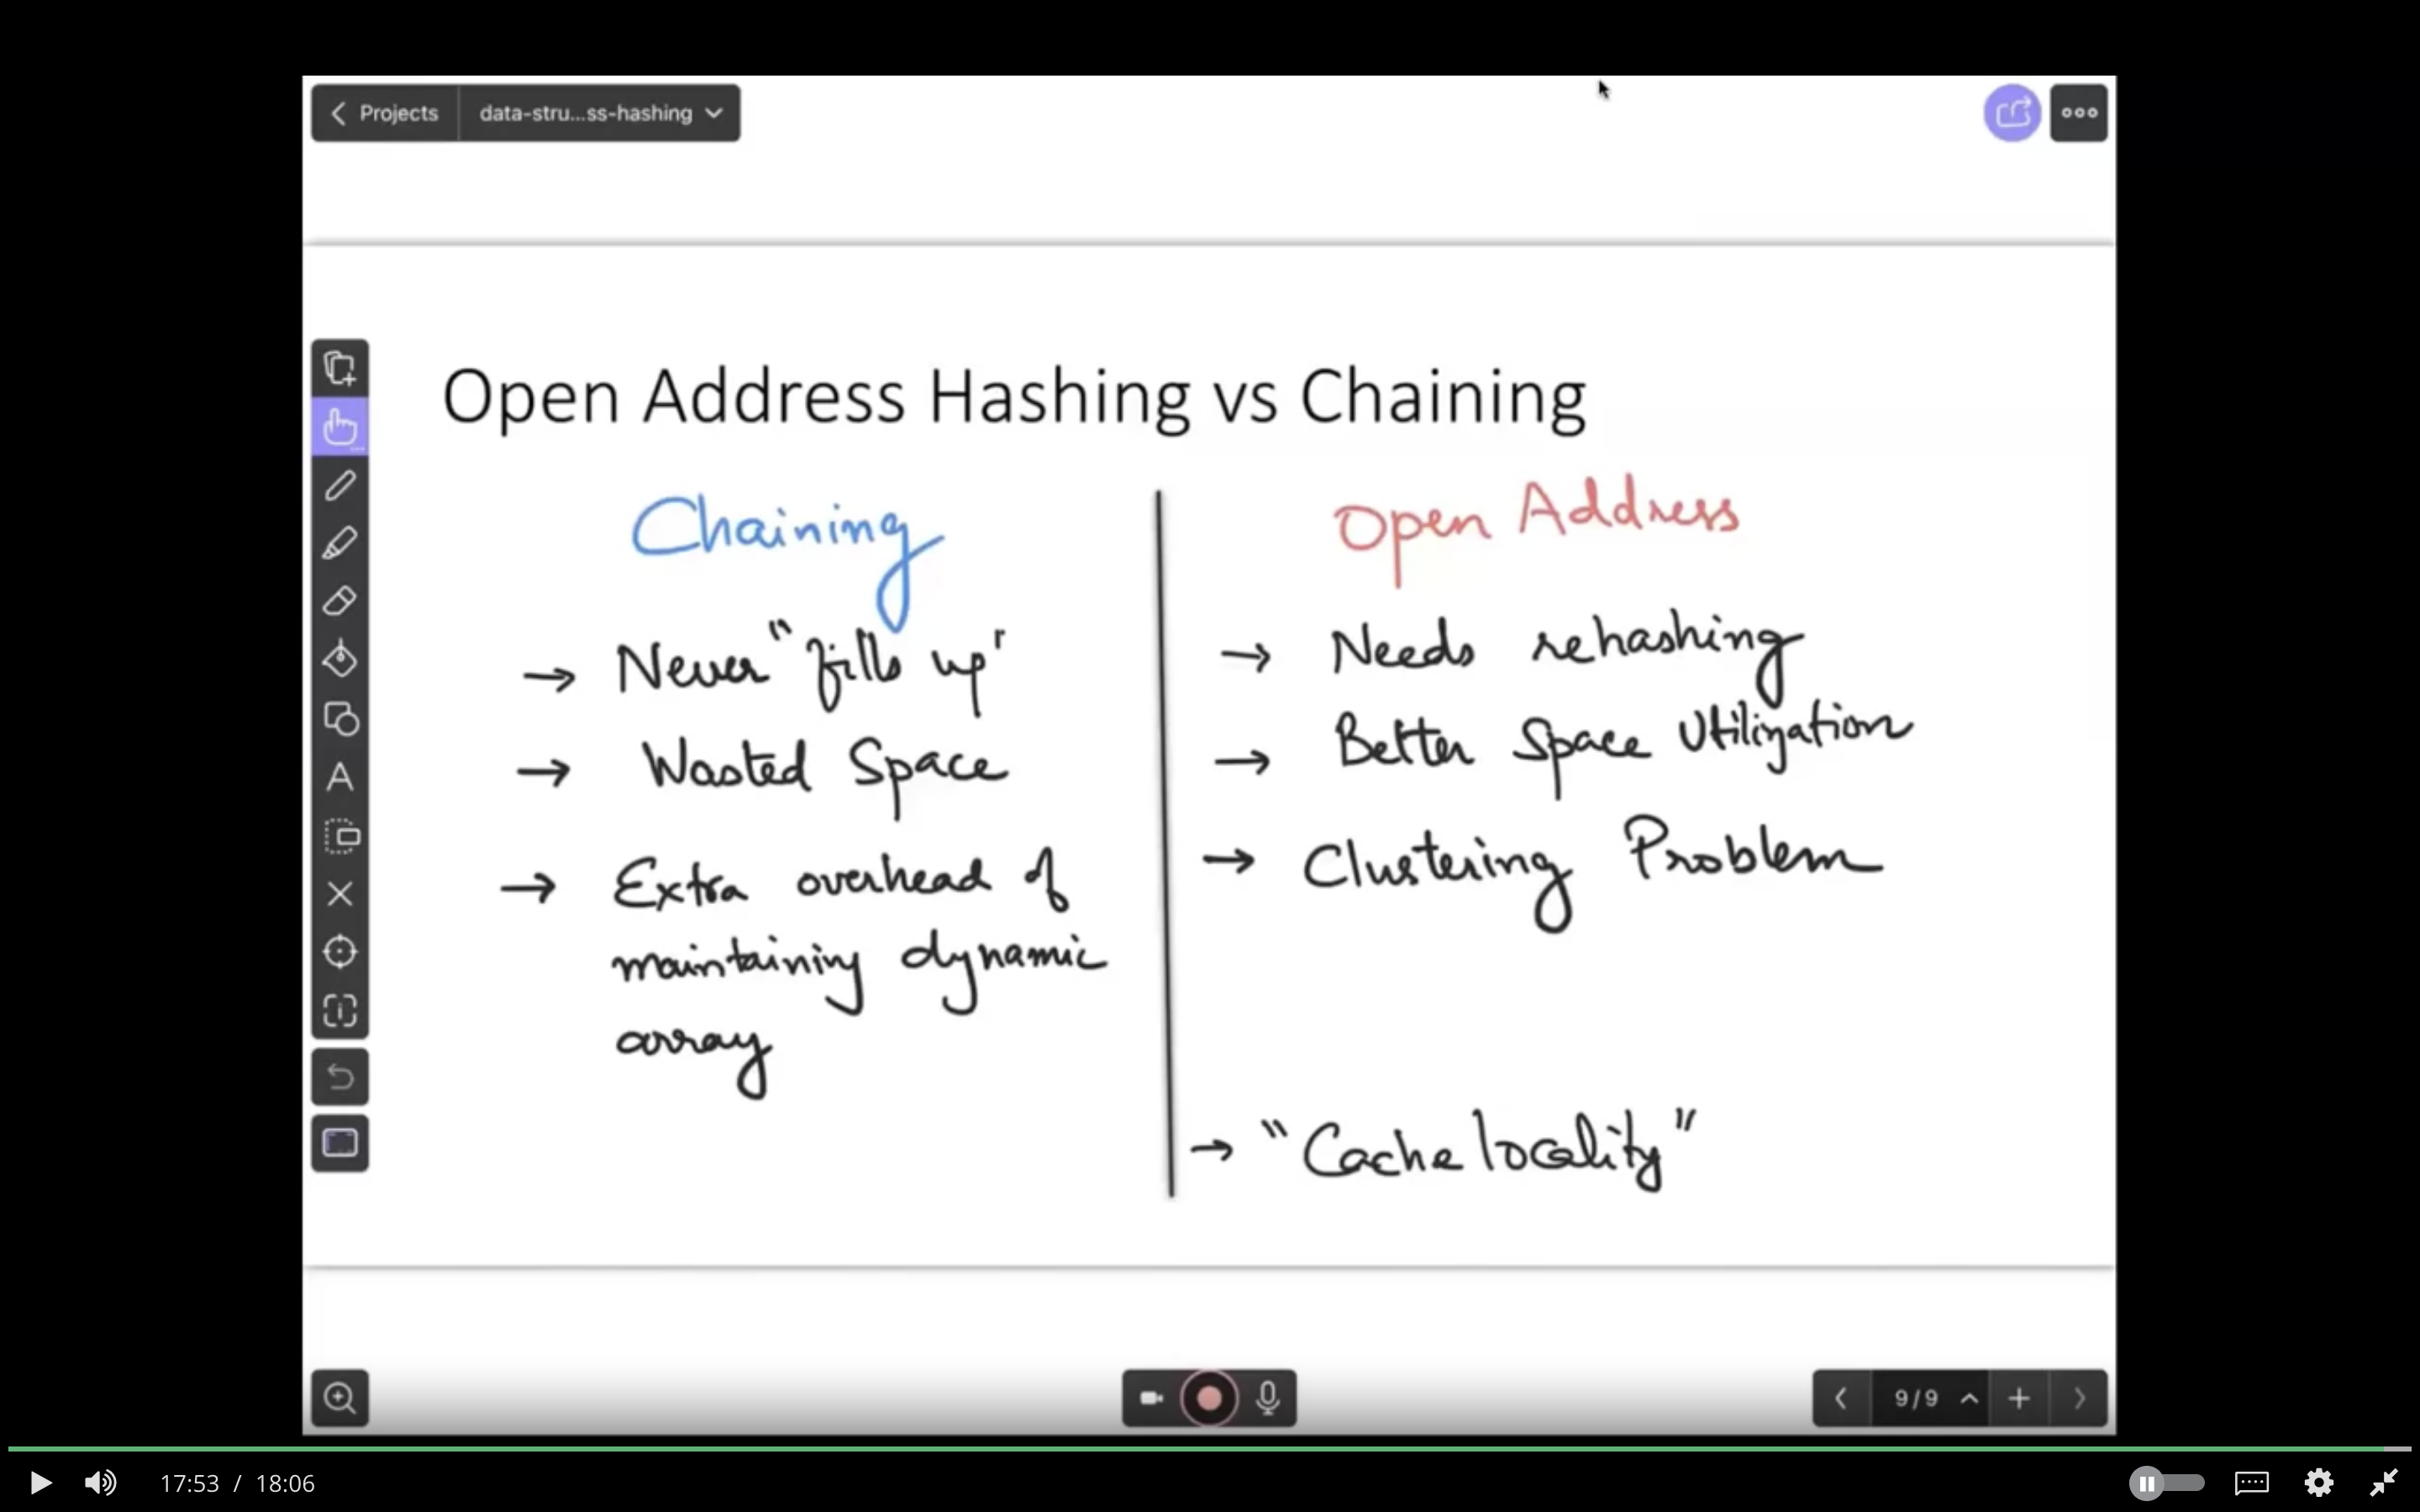 Projects
data-stru...ss-hashing
Open Address Hashing vs Chaining
Chaining
→ Never "fills up"
→ Wasted Space
→ Extra overhead of
maintaining dynamic
array
Open Address
→ Needs rehashing
→ Better Space Utilization
→ Clustering Problem
→ "Cache locality"
9/9
17:53 / 18:06